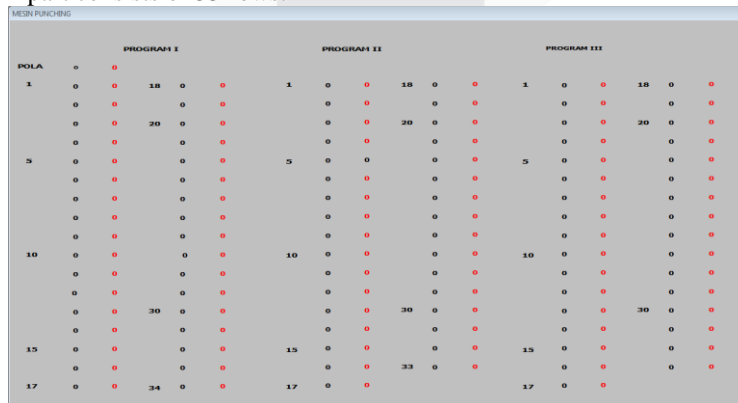 MESIN PUNCHING
PROGRAM I PROGRAM II PROGRAM III
POLA 0 0
1 0 0 18 0 0 1 0 0 18 0 0 1 0 0 18 0 0
0 0 0 0 0 0 0 0 0 0 0 0
0 0 20 0 0 0 0 20 0 0 0 0 20 0 0
0 0 0 0 0 0 0 0 0 0 0 0
5 0 0 0 0 5 0 0 0 0 5 0 0 0 0
0 0 0 0 0 0 0 0 0 0 0 0
0 0 0 0 0 0 0 0 0 0 0 0
0 0 0 0 0 0 0 0 0 0 0 0
0 0 0 0 0 0 0 0 0 0 0 0
10 0 0 0 0 10 0 0 0 0 10 0 0 0 0
0 0 0 0 0 0 0 0 0 0 0 0
0 0 0 0 0 0 0 0 0 0 0 0
0 0 30 0 0 0 0 30 0 0 0 0 30 0 0
0 0 0 0 0 0 0 0 0 0 0 0
15 0 0 0 0 15 0 0 0 0 15 0 0 0 0
0 0 0 0 0 0 33 0 0 0 0 0 0
17 0 0 34 0 0 17 0 0 17 0 0